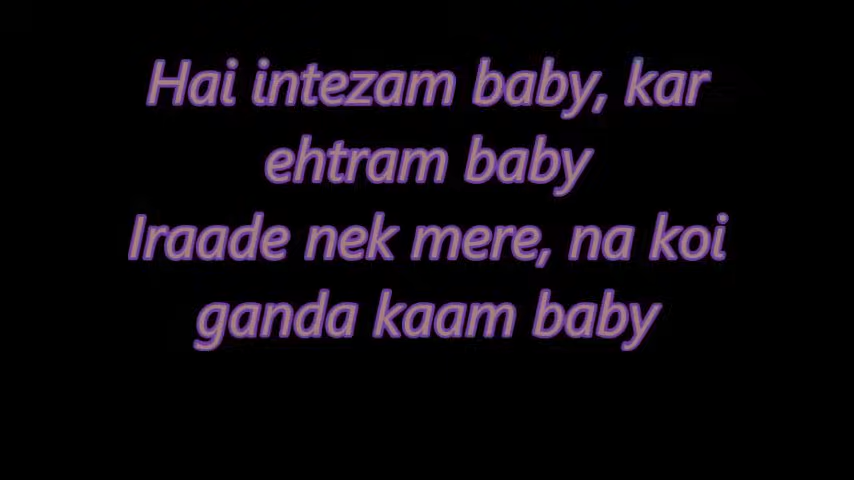 Hai intezam baby, kar
ehtram baby
Iraade nek mere, na koi
ganda kaam baby